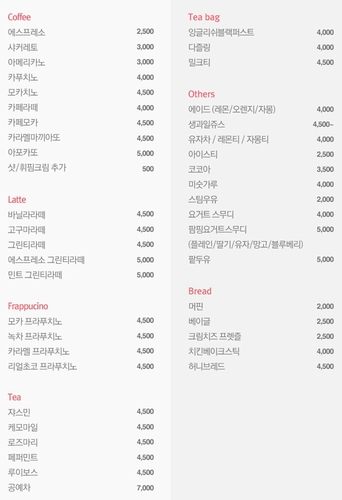 Coffee
에스프레소 2,500
샤커레토 3,000
아메리카노 3,000
카푸치노 4,000
모카치노 4,500
카페라떼 4,000
카페모카 4,500
카라멜마끼아또 4,500
아포카토 5,000
샷/휘핑크림 추가 500
Latte
바닐라라떼 4,500
고구마라떼 4,500
그린티라떼 4,500
에스프레소 그린티라떼 5,000
민트 그린티라떼 5,000
Frappucino
모카 프라푸치노 4,500
녹차 프라푸치노 4,500
카라멜 프라푸치노 4,500
리얼초코 프라푸치노 4,500
Tea
쟈스민 4,500
케모마일 4,500
로즈마리 4,500
페퍼민트 4,500
루이보스 4,500
공예차 7,000
Tea bag
잉글리쉬블랙퍼스트 4,000
다즐링 4,000
밀크티 4,500
Others
에이드 (레몬/오렌지/자몽) 4,000
생과일쥬스 4,500~
유자차 / 레몬티 / 자몽티 4,000
아이스티 2,500
코코아 3,500
미숫가루 4,000
스팀우유 2,000
요거트 스무디 4,000
팜핑요거트스무디 5,000
(플레인/딸기/유자/망고/블루베리)
팥두유 5,000
Bread
머핀 2,000
베이글 2,500
크림치즈 프렛즐 2,500
치킨베이크스틱 4,000
허니브레드 4,500